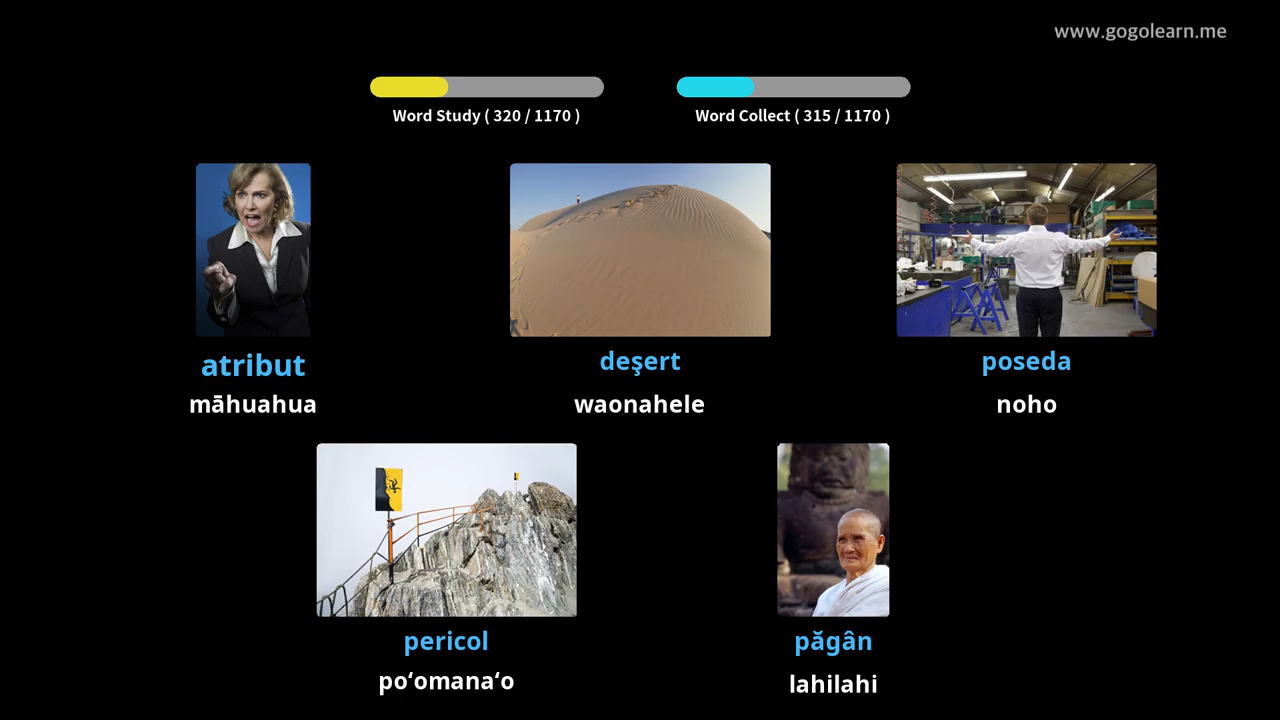 www.gogolearn.me
Word Study ( 320 / 1170 )
Word Collect ( 315 / 1170 )
atribut
māhuahua
deşert
waonahele
poseda
noho
pericol
poʻomanaʻo
păgân
lahilahi